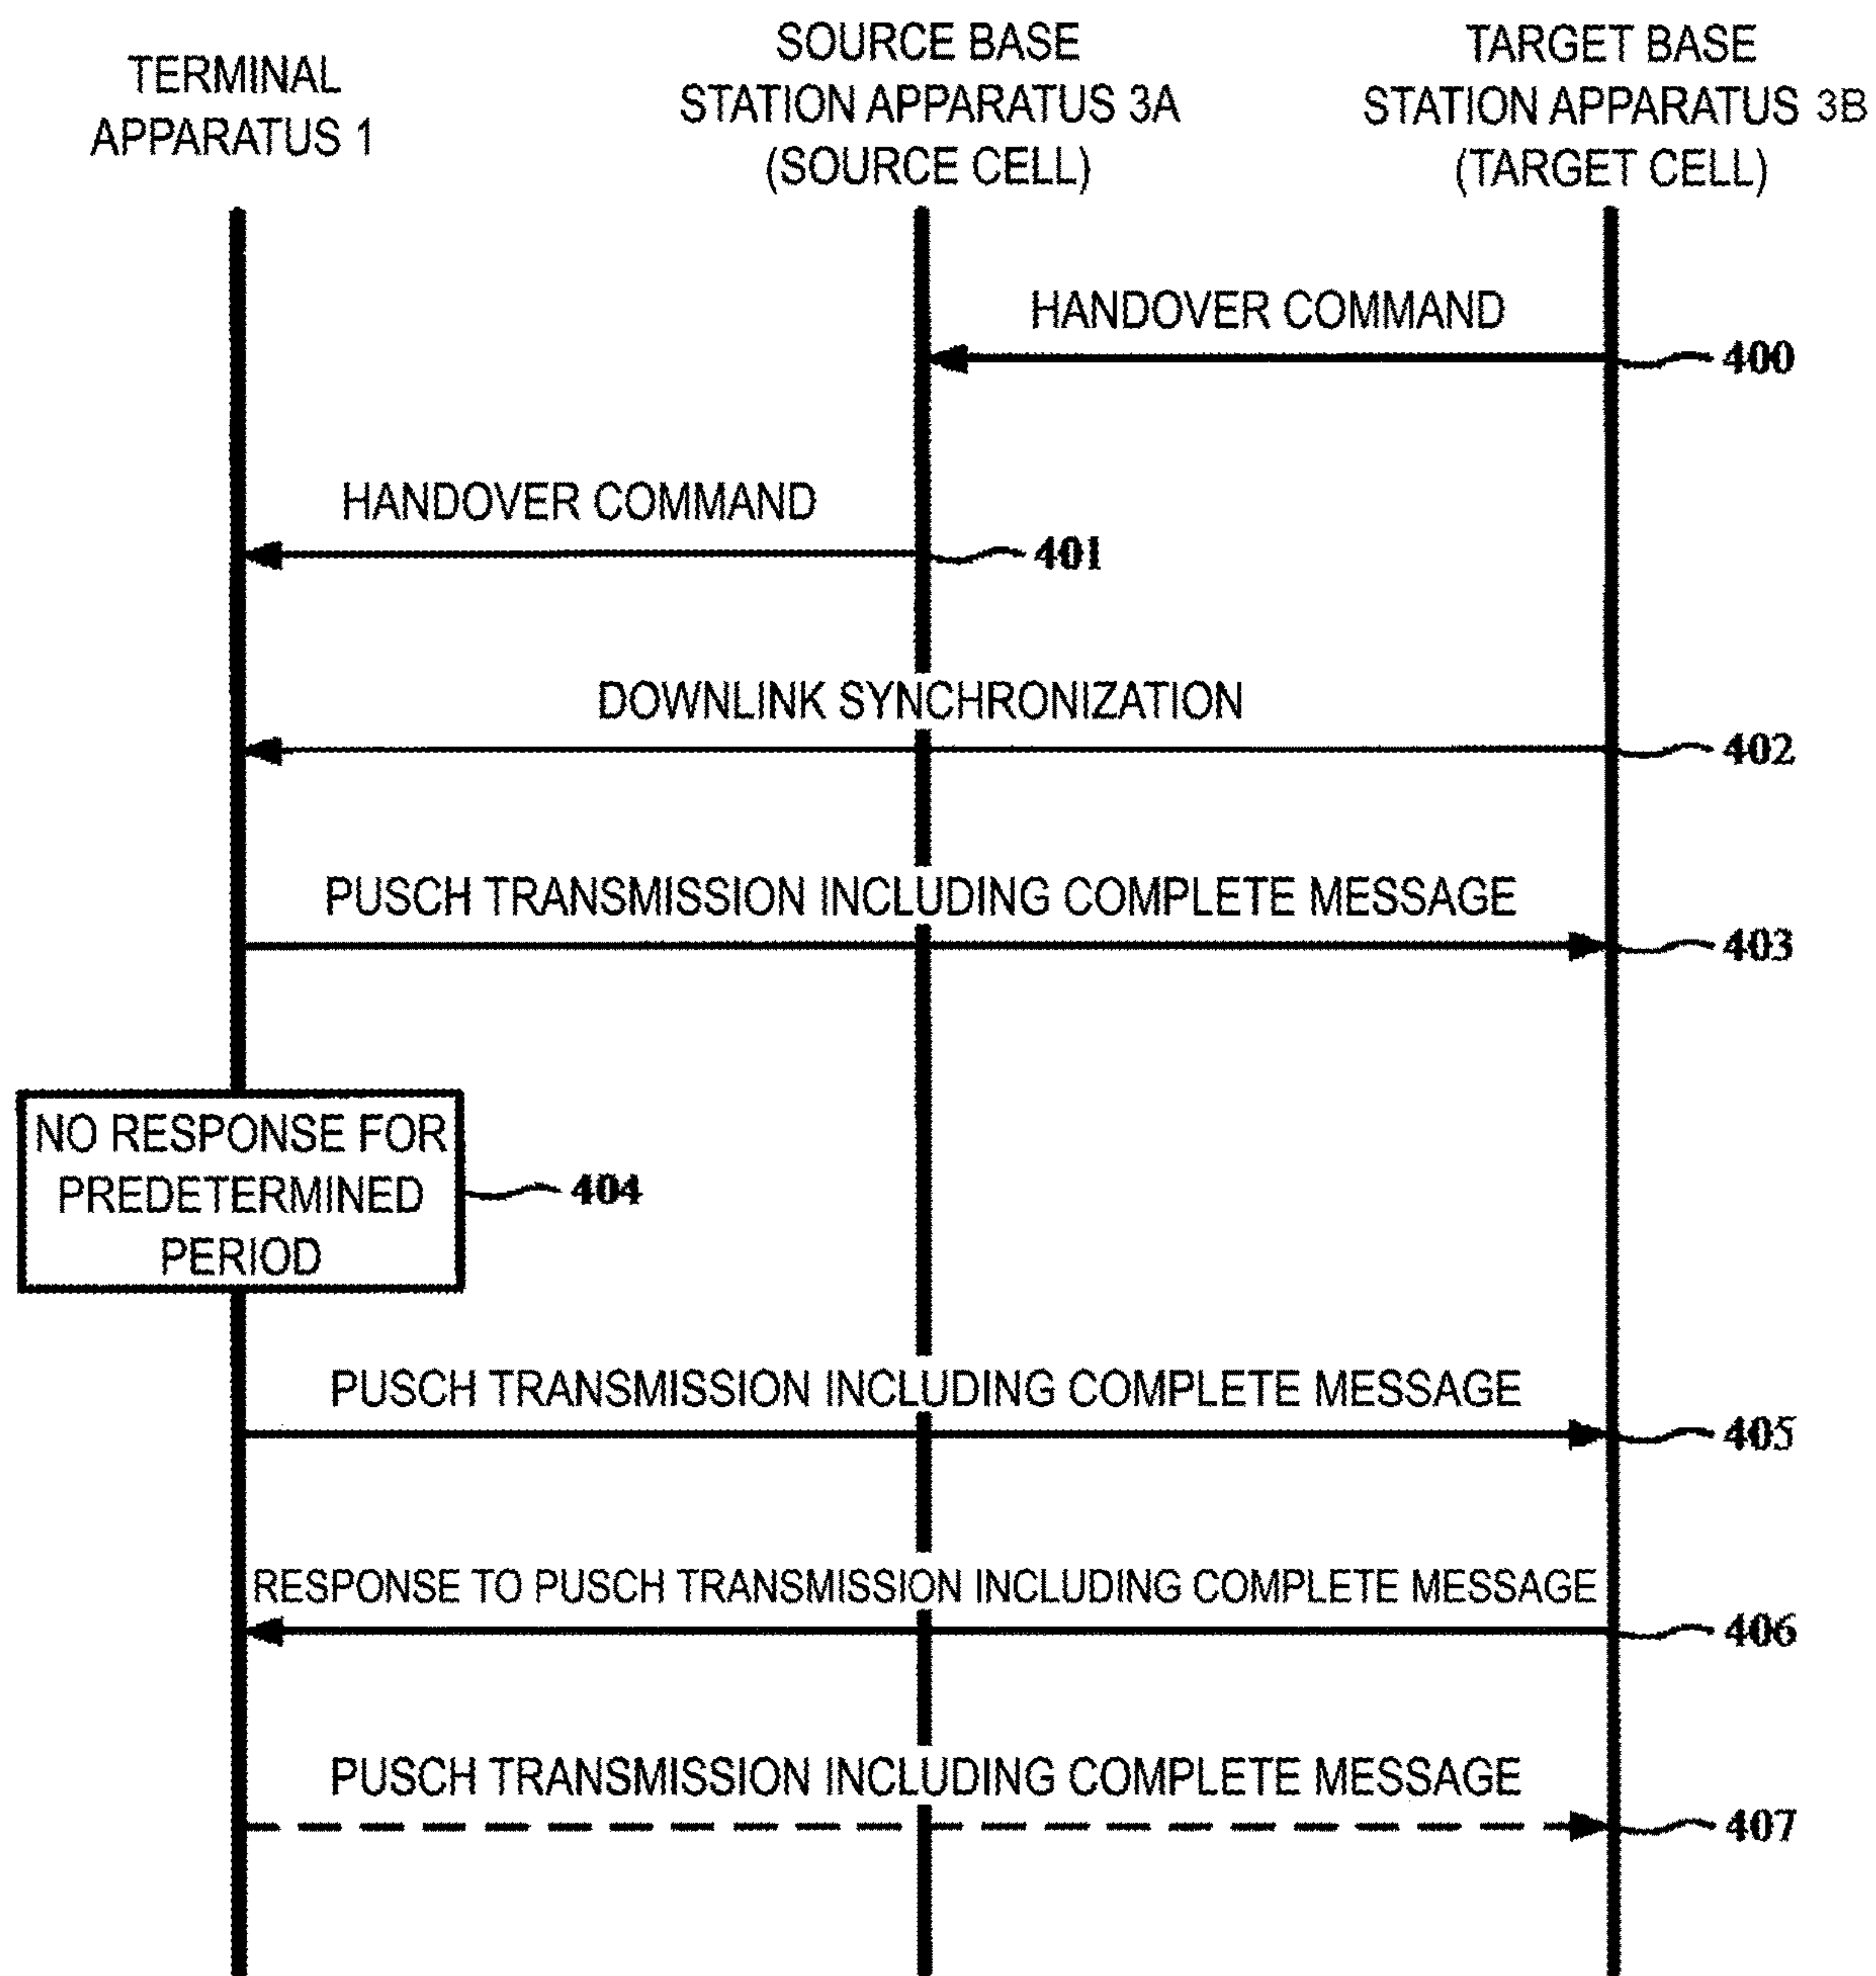 TERMINAL
APPARATUS 1
SOURCE BASE
STATION APPARATUS 3A
(SOURCE CELL)
TARGET BASE
STATION APPARATUS 3B
(TARGET CELL)
HANDOVER COMMAND
400
HANDOVER COMMAND
401
DOWNLINK SYNCHRONIZATION
402
PUSCH TRANSMISSION INCLUDING COMPLETE MESSAGE
403
NO RESPONSE FOR
PREDETERMINED
PERIOD
404
PUSCH TRANSMISSION INCLUDING COMPLETE MESSAGE
405
RESPONSE TO PUSCH TRANSMISSION INCLUDING COMPLETE MESSAGE
406
PUSCH TRANSMISSION INCLUDING COMPLETE MESSAGE
407